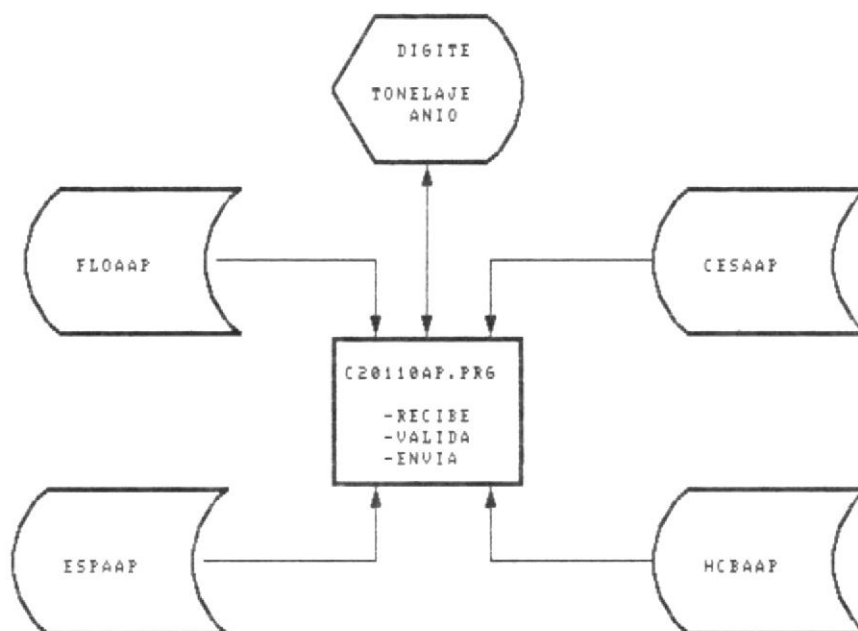 DIGITE
TONELAJE
ANIO
FLOAAP
CESAAP
C20110AP.PRG
-RECIBE
-VALIDA
-ENVIA
ESPAAP
HCBAAP